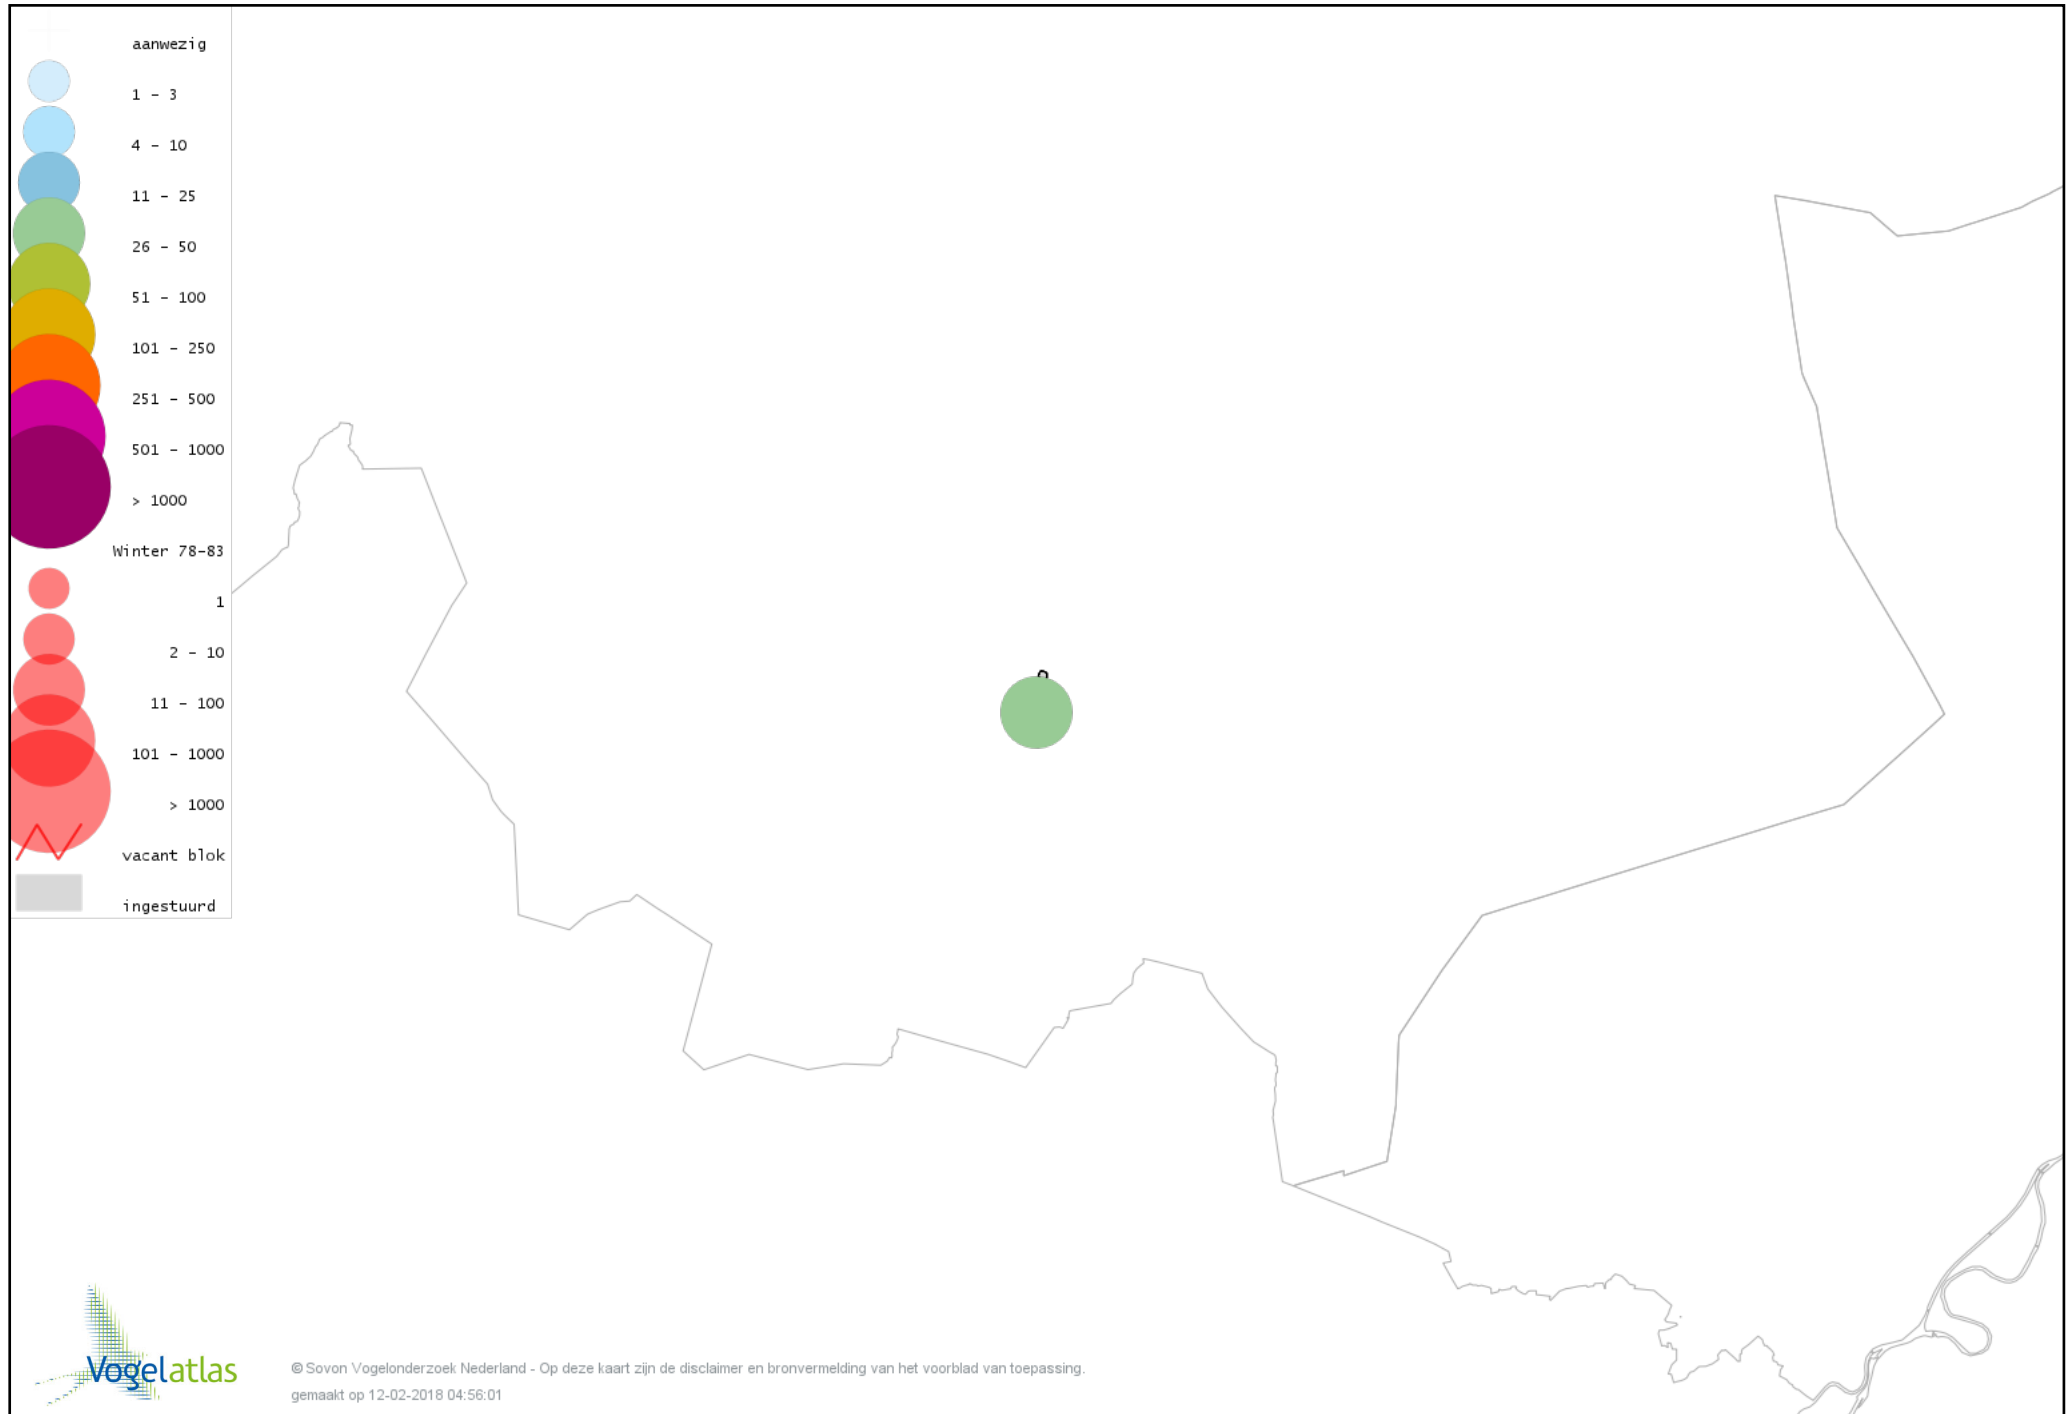 aanwezig
1 - 3
4 - 10
11 - 25
26 - 50
51 - 100
101 - 250
251 - 500
501 - 1000
> 1000
Winter 78-83
1
2 - 10
11 - 100
101 - 1000
> 1000
vacant blok
ingestuurd
Vogelatlas
© Sovon Vogelonderzoek Nederland - Op deze kaart zijn de disclaimer en bronvermelding van het voorblad van toepassing.
gemaakt op 12-02-2018 04:56:01